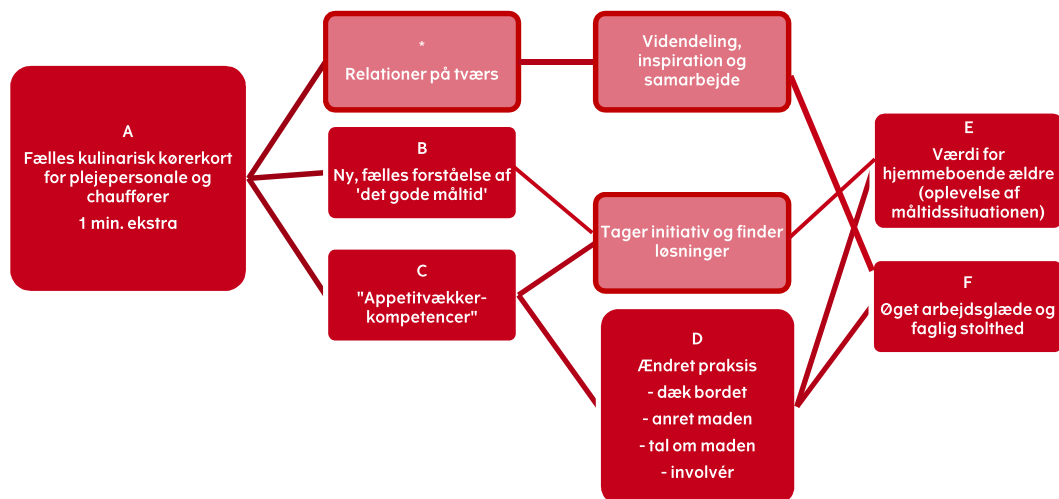 A
Fælles kulinarisk kørerkort
for plejepersonale og
chauffører
1 min. ekstra
*
Relationer på tværs
B
Ny, fælles forståelse af
'det gode måltid'
C
"Appetitvækker-
kompetencer"
Videndeling,
inspiration og
samarbejde
Tager initiativ og finder
løsninger
D
Ændret praksis
- dæk bordet
- anret maden
- tal om maden
- involvér
E
Værdi for
hjemmeboende ældre
(oplevelse af
måltidssituationen)
F
Øget arbejdsglæde og
faglig stolthed